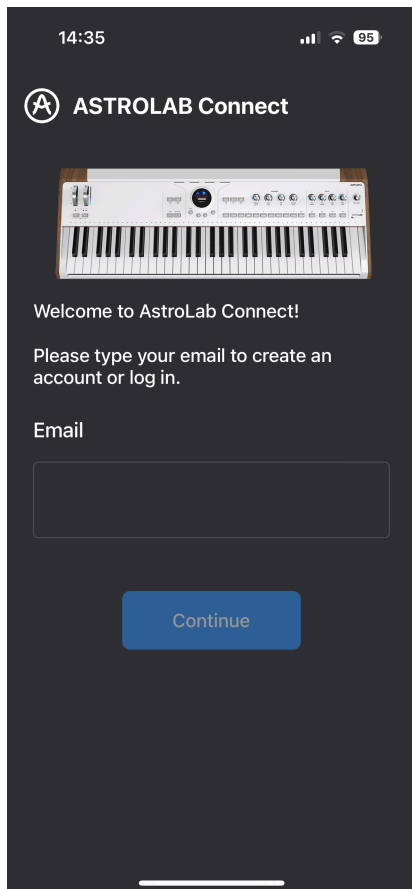 14:35
95
ASTROLAB Connect
Welcome to AstroLab Connect!
Please type your email to create an
account or log in.
Email
Continue